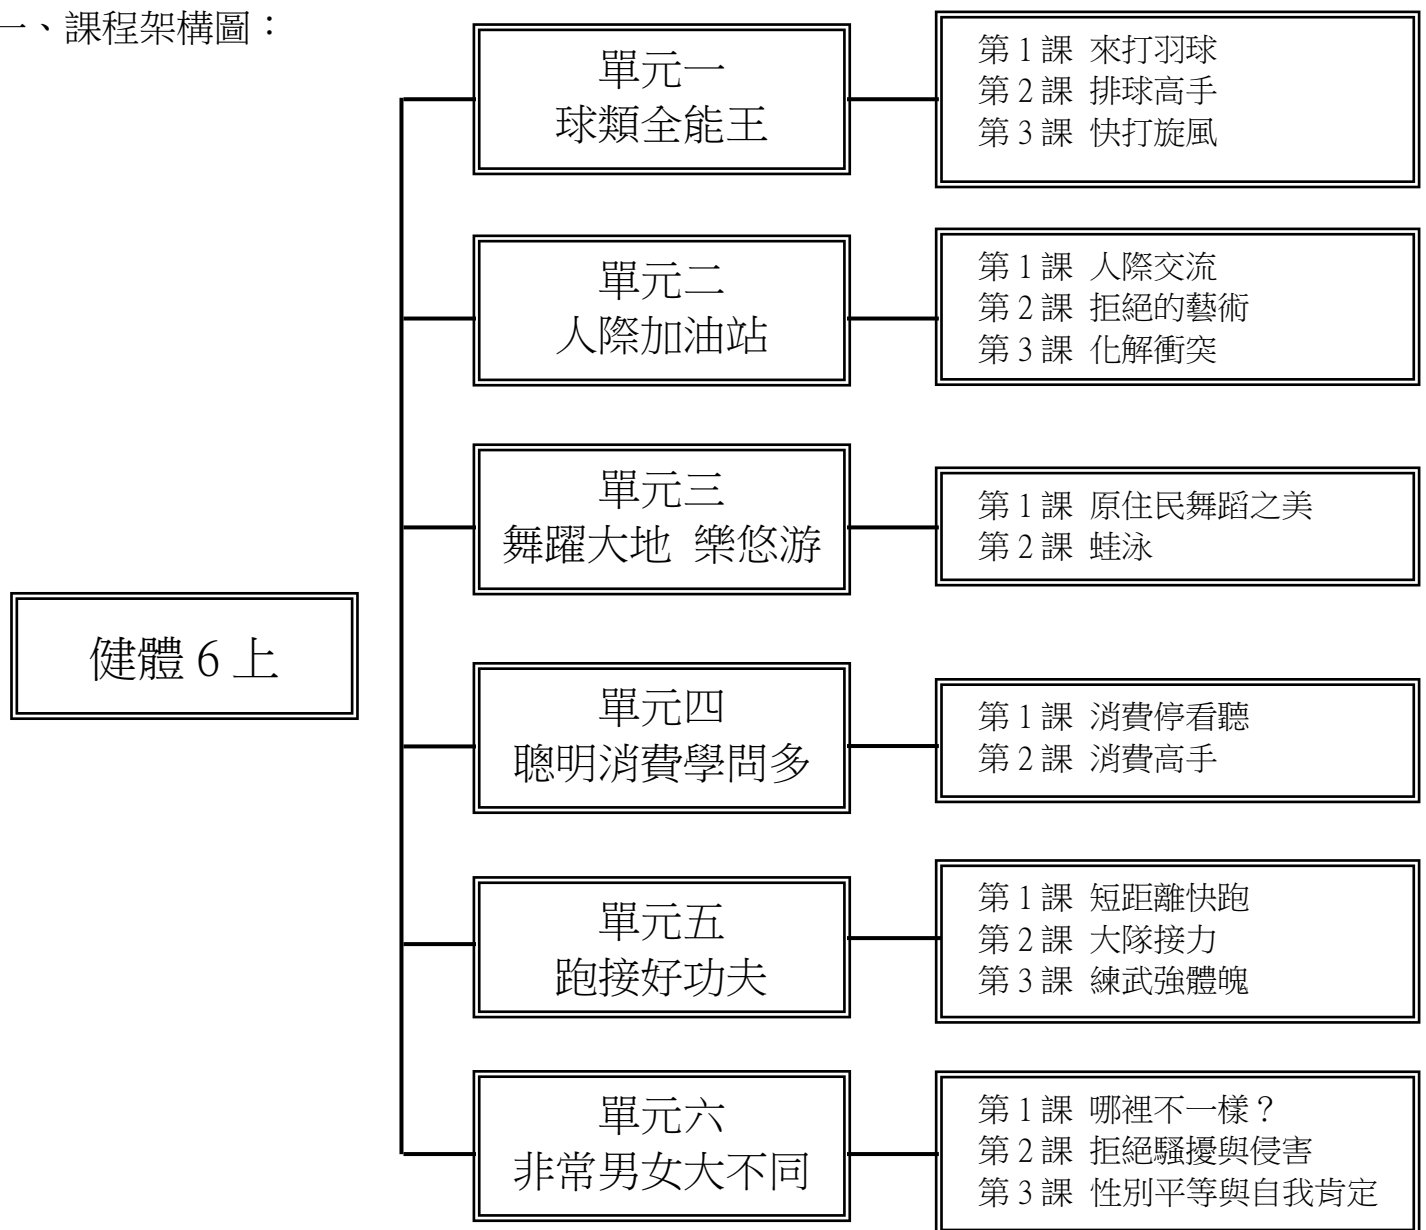 一、課程架構圖：
單元一
球類全能王
第1課 來打羽球
第2課 排球高手
第3課 快打旋風
單元二
人際加油站
第1課 人際交流
第2課 拒絕的藝術
第3課 化解衝突
單元三
舞躍大地 樂悠游
第1課 原住民舞蹈之美
第2課 蛙泳
健體6上
單元四
聰明消費學問多
第1課 消費停看聽
第2課 消費高手
單元五
跑接好功夫
第1課 短距離快跑
第2課 大隊接力
第3課 練武強體魄
單元六
非常男女大不同
第1課 哪裡不一樣？
第2課 拒絕騷擾與侵害
第3課 性別平等與自我肯定